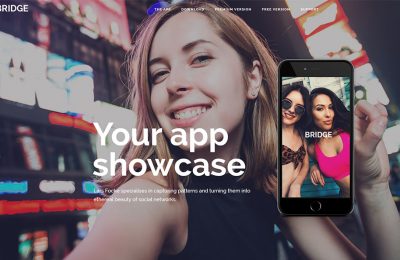 BRIDGE
THE APP DOWNLOAD PREMIUM VERSION FREE VERSION SUPPORT
BRIDGE
Your app
showcase
Lars Focke specialises in capturing patterns and turning them into
ethereal beauty of social networks.